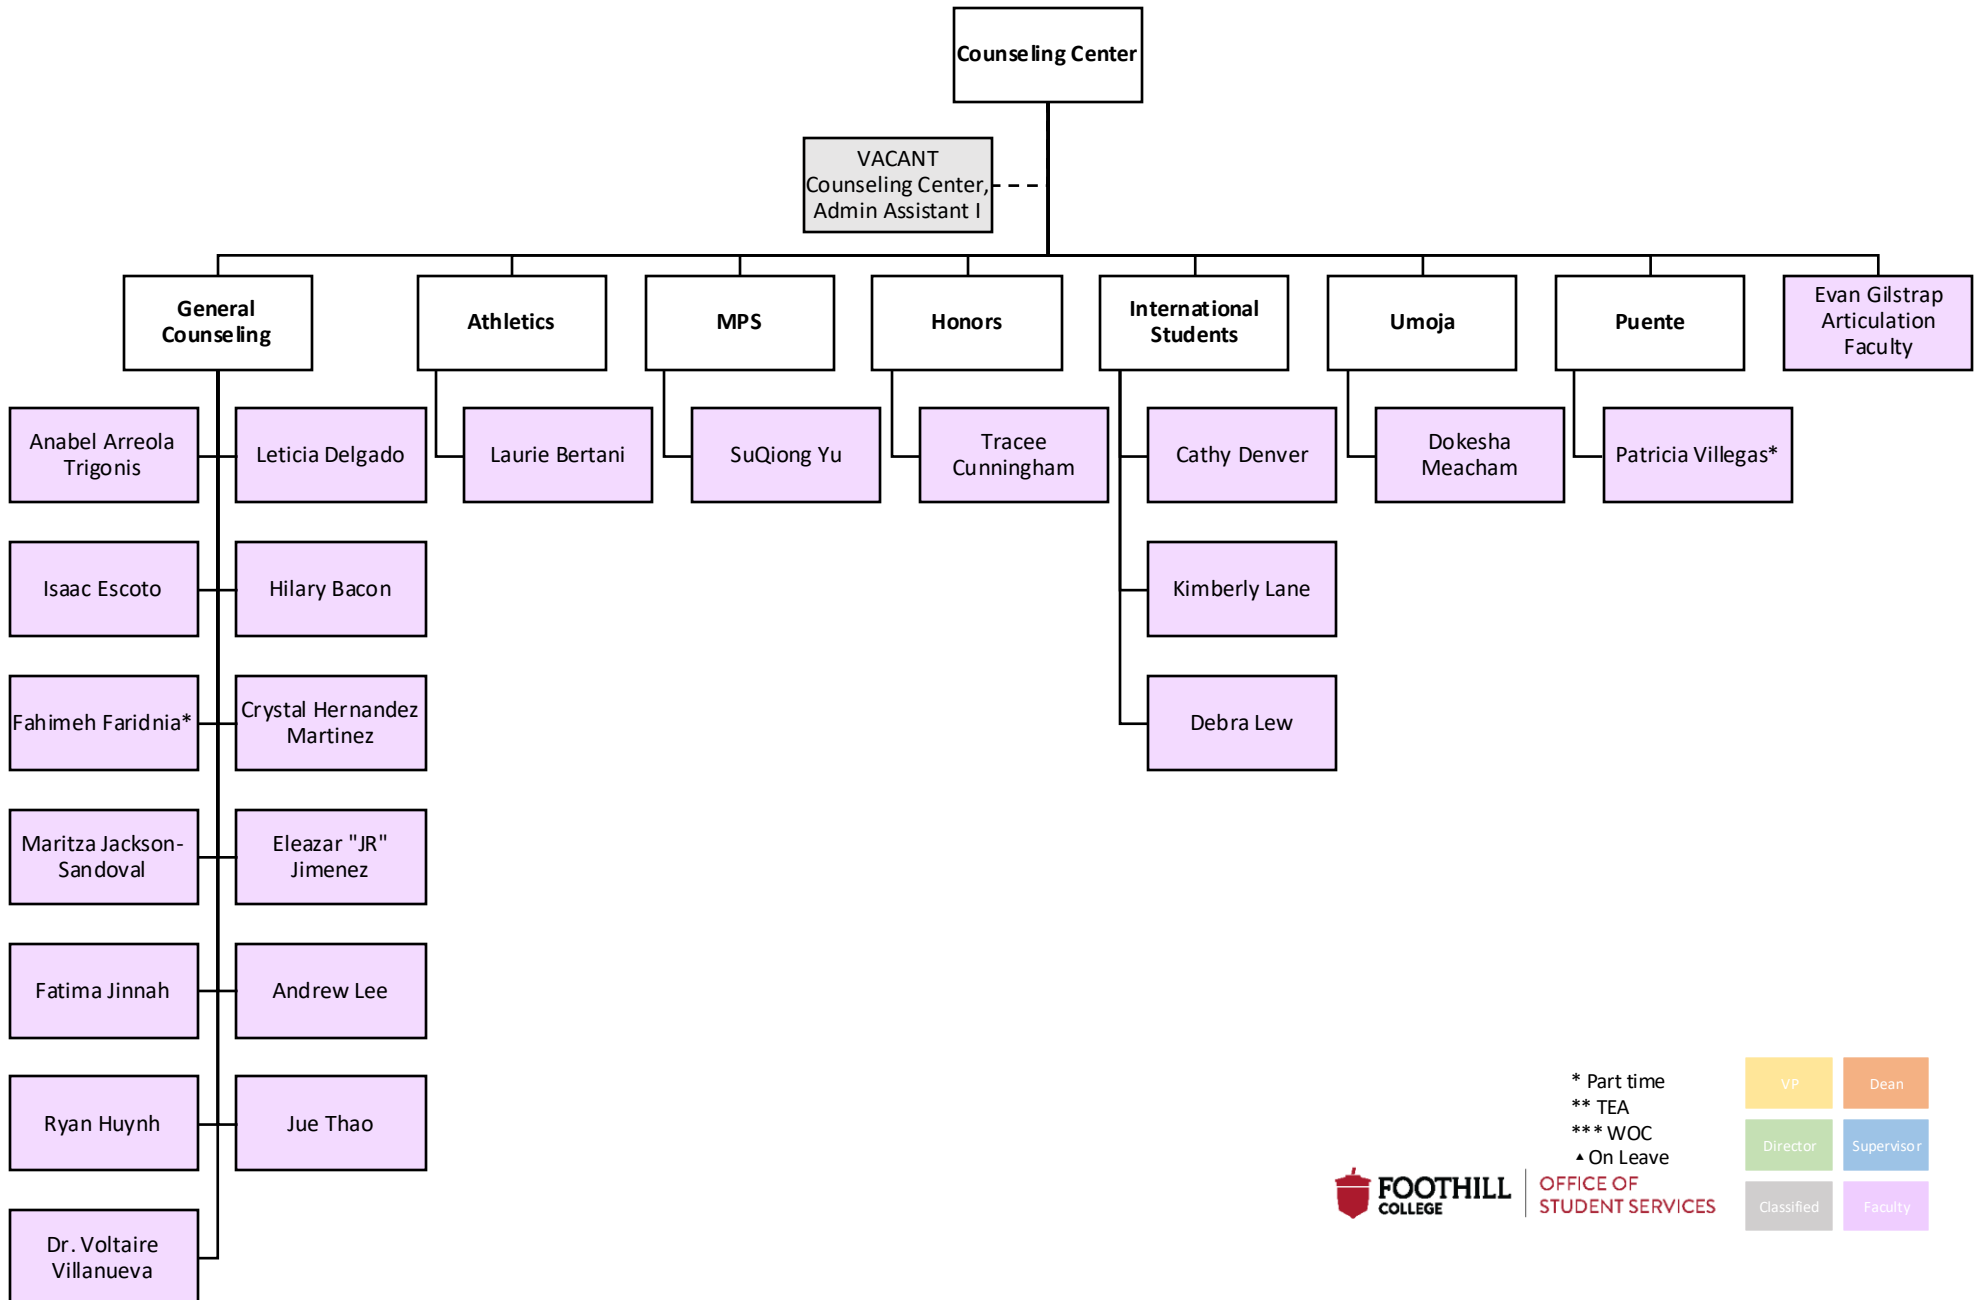 Counseling Center
VACANT
Counseling Center,
Admin Assistant I
General
Counseling
Athletics
MPS
Honors
International
Students
Umoja
Puente
Evan Gilstrap
Articulation
Faculty
Anabel Arreola
Trigonis
Leticia Delgado
Laurie Bertani
SuQiong Yu
Tracee
Cunningham
Cathy Denver
Dokesha
Meacham
Patricia Villegas*
Isaac Escoto
Hilary Bacon
Kimberly Lane
Fahimeh Faridnia*
Crystal Hernandez
Martinez
Debra Lew
Maritza Jackson-
Sandoval
Eleazar "JR"
Jimenez
Fatima Jinnah
Andrew Lee
Ryan Huynh
Jue Thao
Dr. Voltaire
Villanueva
* Part time
** TEA
*** WOC
▲ On Leave
VP
Dean
Director
Supervisor
Classified
Faculty
FOOTHILL
COLLEGE
OFFICE OF
STUDENT SERVICES